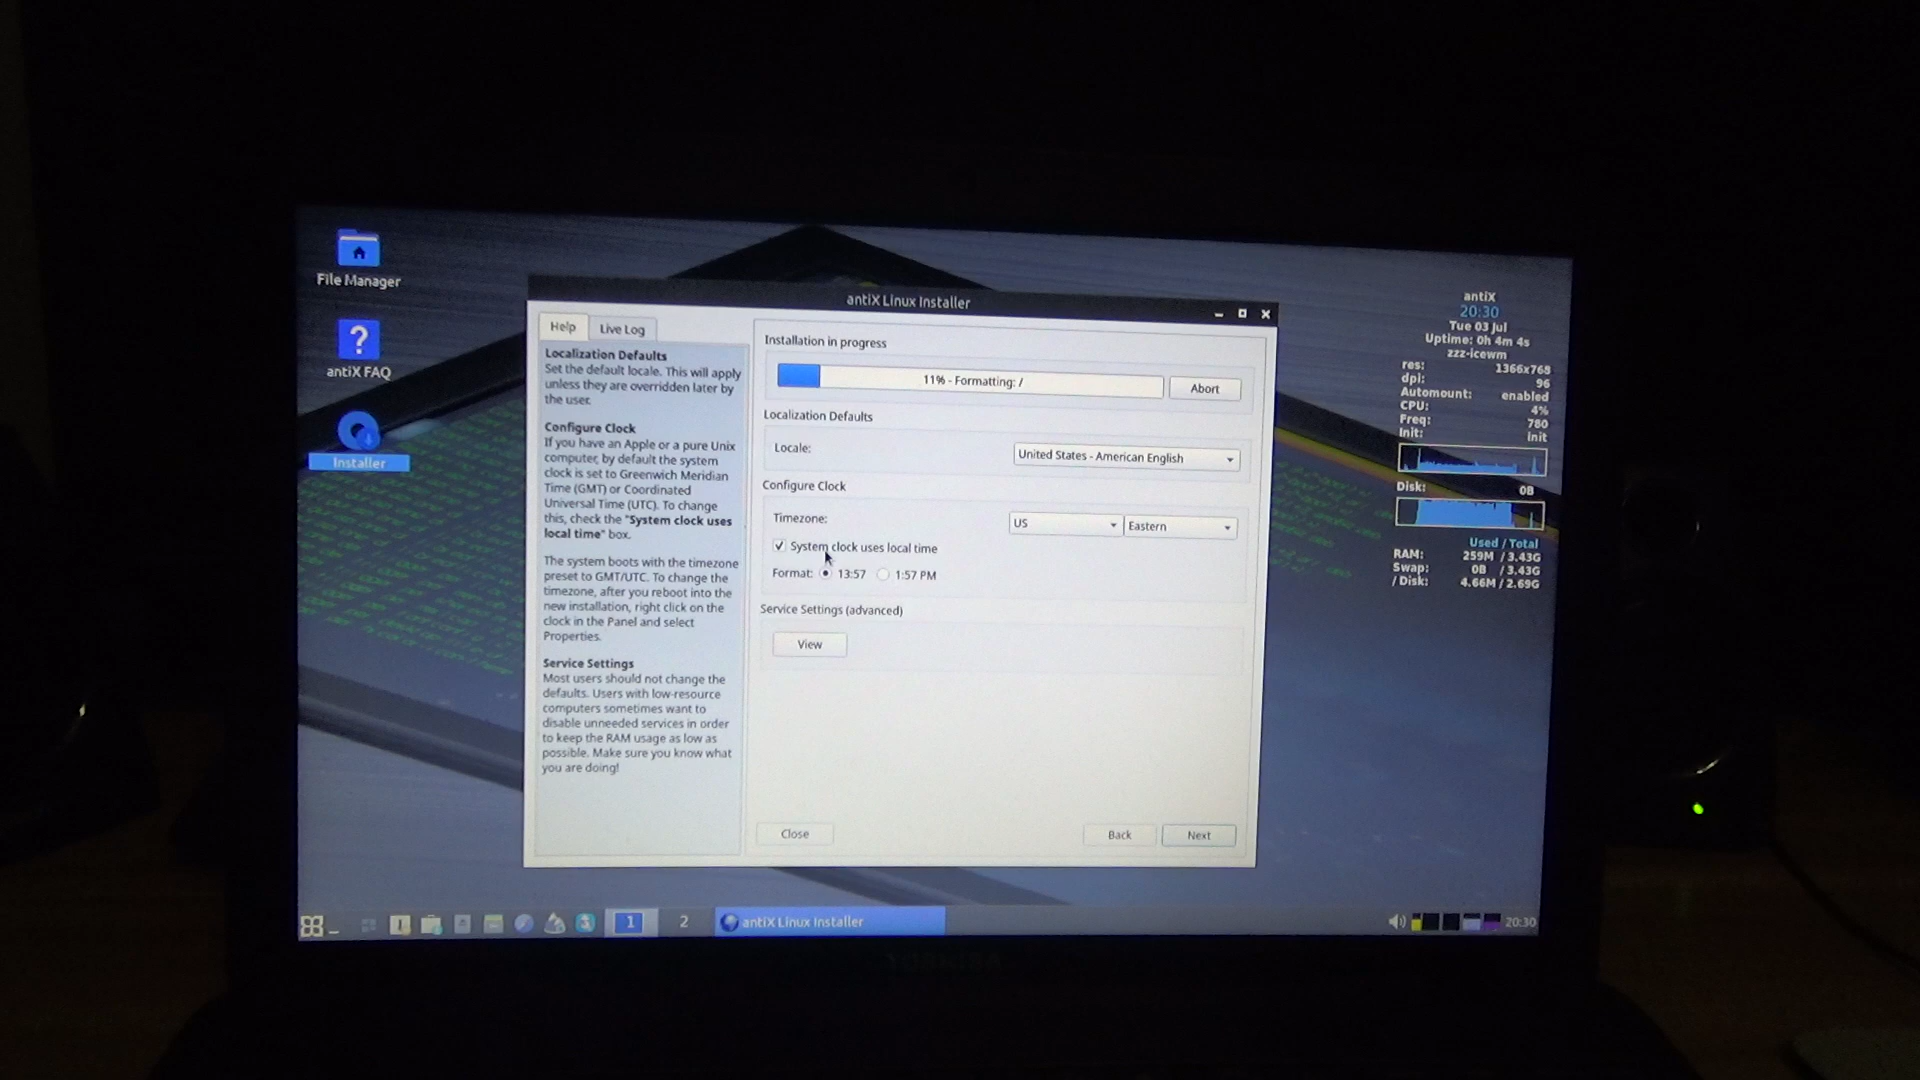 File Manager
antiX FAQ
Installer
antiX Linux Installer
Help
Live Log
Localization Defaults
Set the default locale. This will apply
unless they are overridden later by
the user.
Configure Clock
If you have an Apple or a pure Unix
computer, by default the system
clock is set to Greenwich Meridian
Time (GMT) or Coordinated
Universal Time (UTC). To change
this, check the "System clock uses
local time" box.
The system boots with the timezone
preset to GMT/UTC. To change the
timezone, after you reboot into the
new installation, right click on the
clock in the Panel and select
Properties.
Service Settings
Most users should not change the
defaults. Users with low-resource
computers sometimes want to
disable unneeded services in order
to keep the RAM usage as low as
possible. Make sure you know what
you are doing!
Installation in progress
11% - Formatting: /
Abort
Localization Defaults
Locale:
United States - American English
Configure Clock
Timezone:
US
Eastern
System clock uses local time
Format:
13:57
1:57 PM
Service Settings (advanced)
View
Close
Back
Next
antiX
20:30
Tue 03 Jul
Uptime: 0h 4m 4s
zzz-icewm
res: 1366x768
dpi: 96
Automount: enabled
CPU: 4%
Freq: 780
Init: init
Disk: 0B
Used / Total
RAM: 259M / 3.43G
Swap: 0B / 3.43G
/ Disk: 4.66M / 2.69G
1
2
antiX Linux Installer
20:30
TOSHIBA